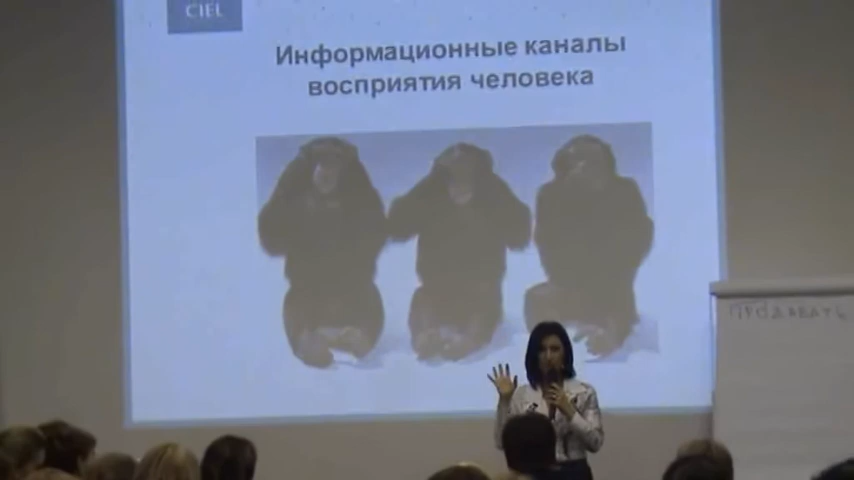 CIEL
Информационные каналы
восприятия человека
ПРОДАВАТЬ